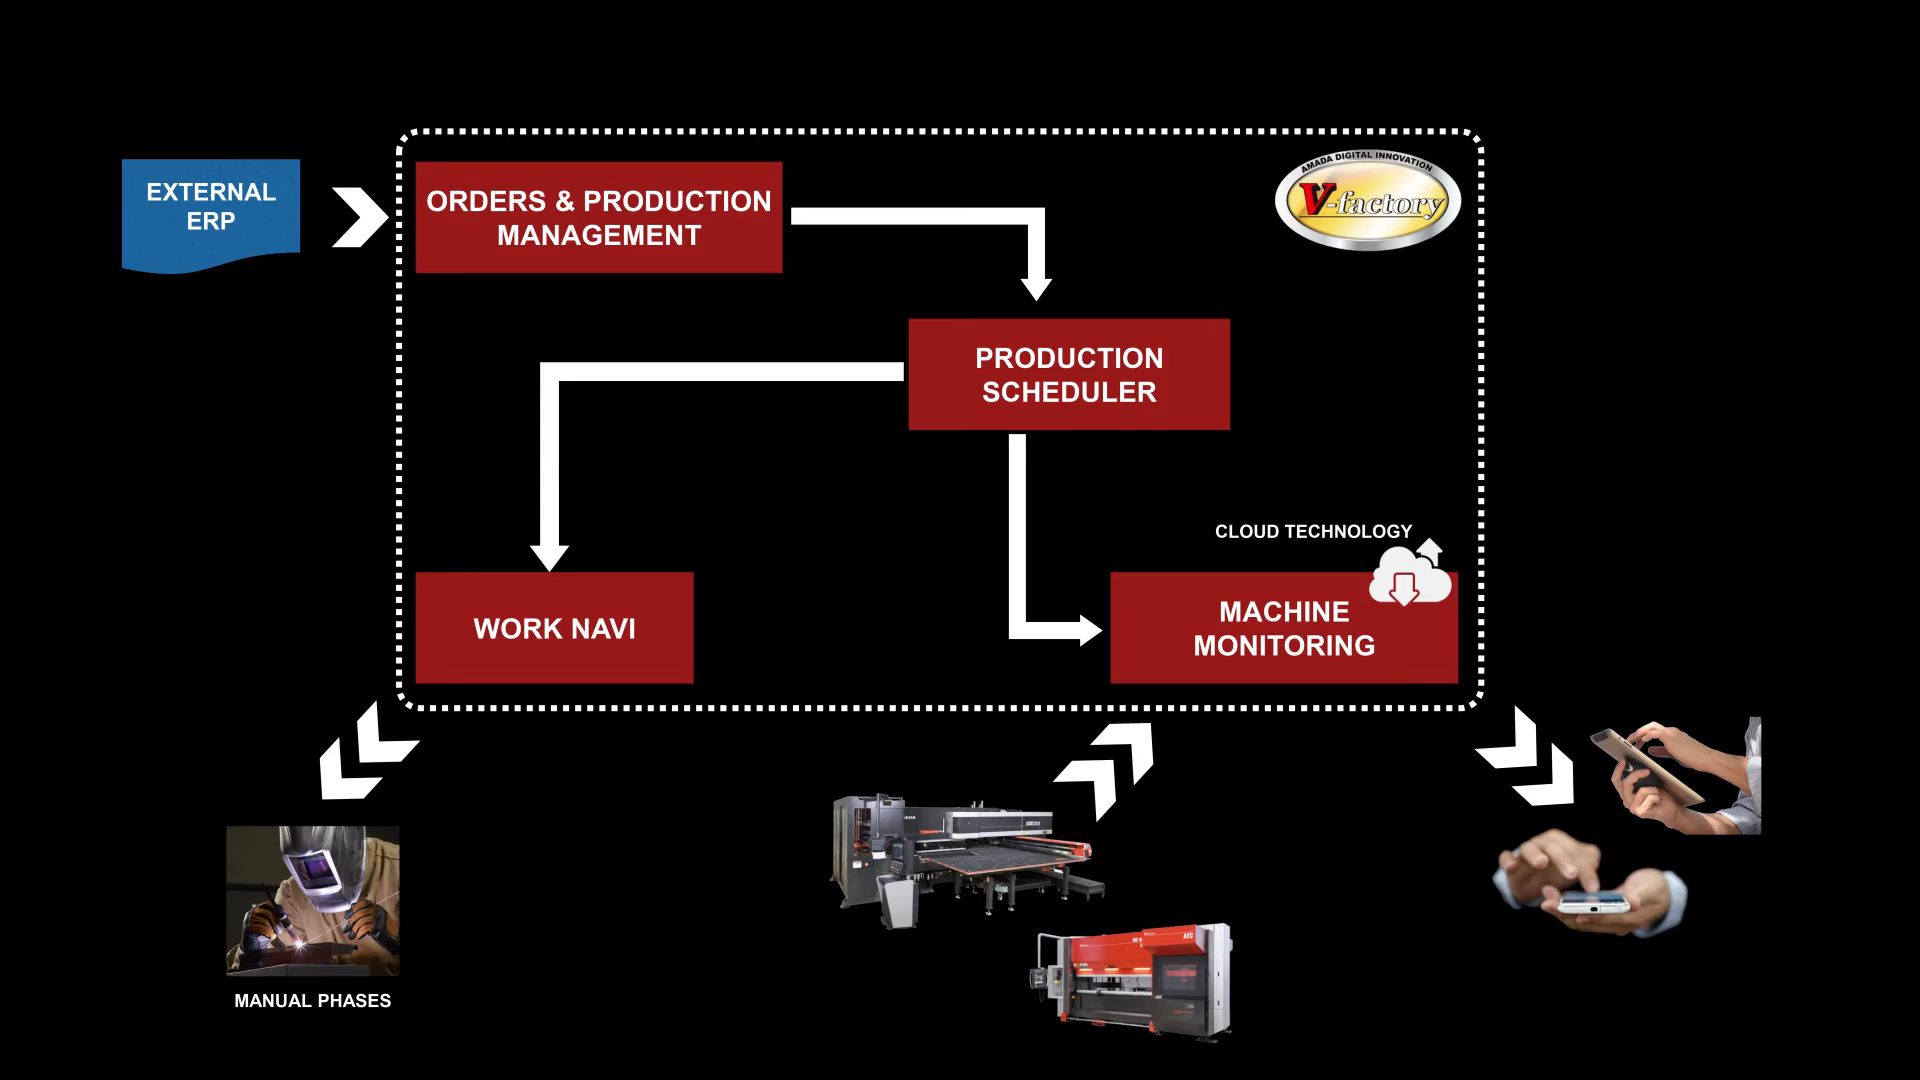 AMADA DIGITAL INNOVATION
V-factory
EXTERNAL
ERP
ORDERS & PRODUCTION
MANAGEMENT
PRODUCTION
SCHEDULER
CLOUD TECHNOLOGY
WORK NAVI
MACHINE
MONITORING
MANUAL PHASES
ATC